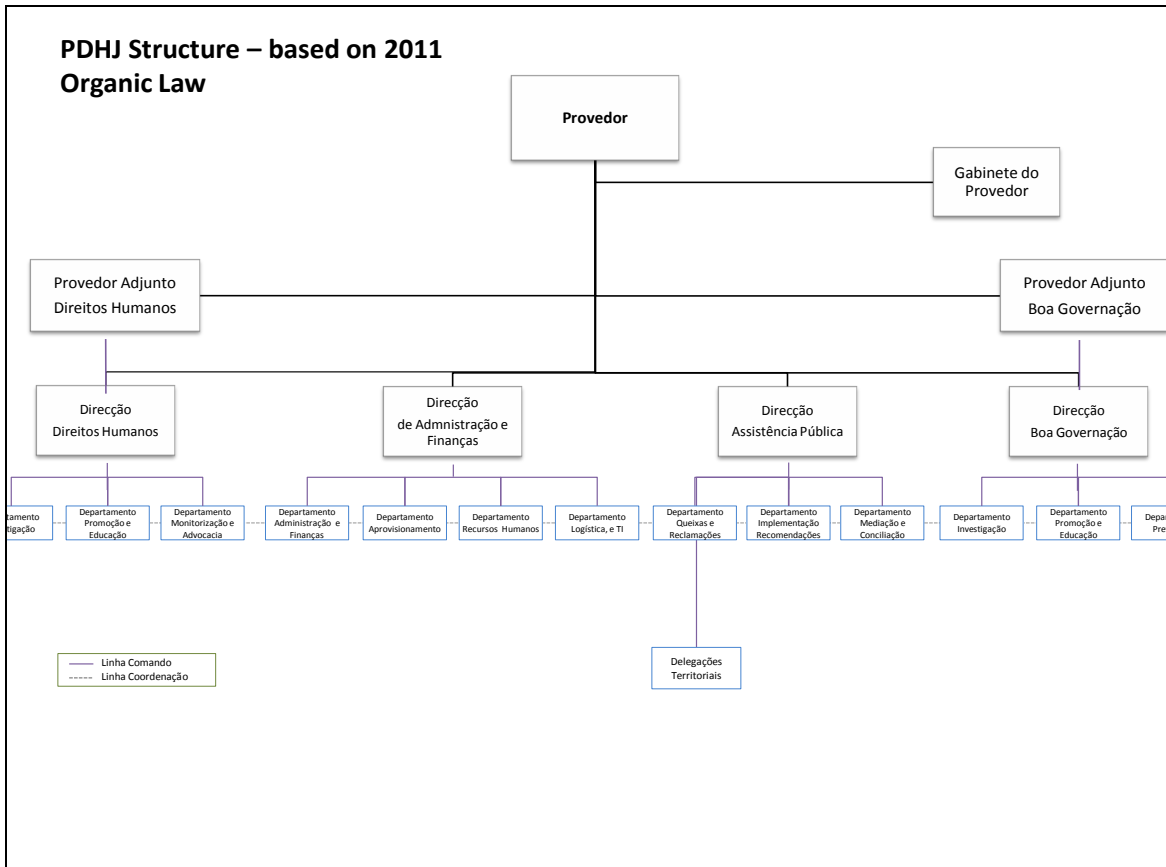 PDHJ Structure – based on 2011
Organic Law
Provedor
Gabinete do
Provedor
Provedor Adjunto
Direitos Humanos
Provedor Adjunto
Boa Governação
Direcção
Direitos Humanos
Direcção
de Admnistração e
Finanças
Direcção
Assistência Pública
Direcção
Boa Governação
Departamento
Promoção e
Educação
Departamento
Monitorização e
Advocacia
Departamento
Administração e
Finanças
Departamento
Aprovisionamento
Departamento
Recursos Humanos
Departamento
Logística, e TI
Departamento
Queixas e
Reclamações
Departamento
Implementação
Recomendações
Departamento
Mediação e
Conciliação
Departamento
Investigação
Departamento
Promoção e
Educação
Delegações
Territoriais
Linha Comando
Linha Coordenação